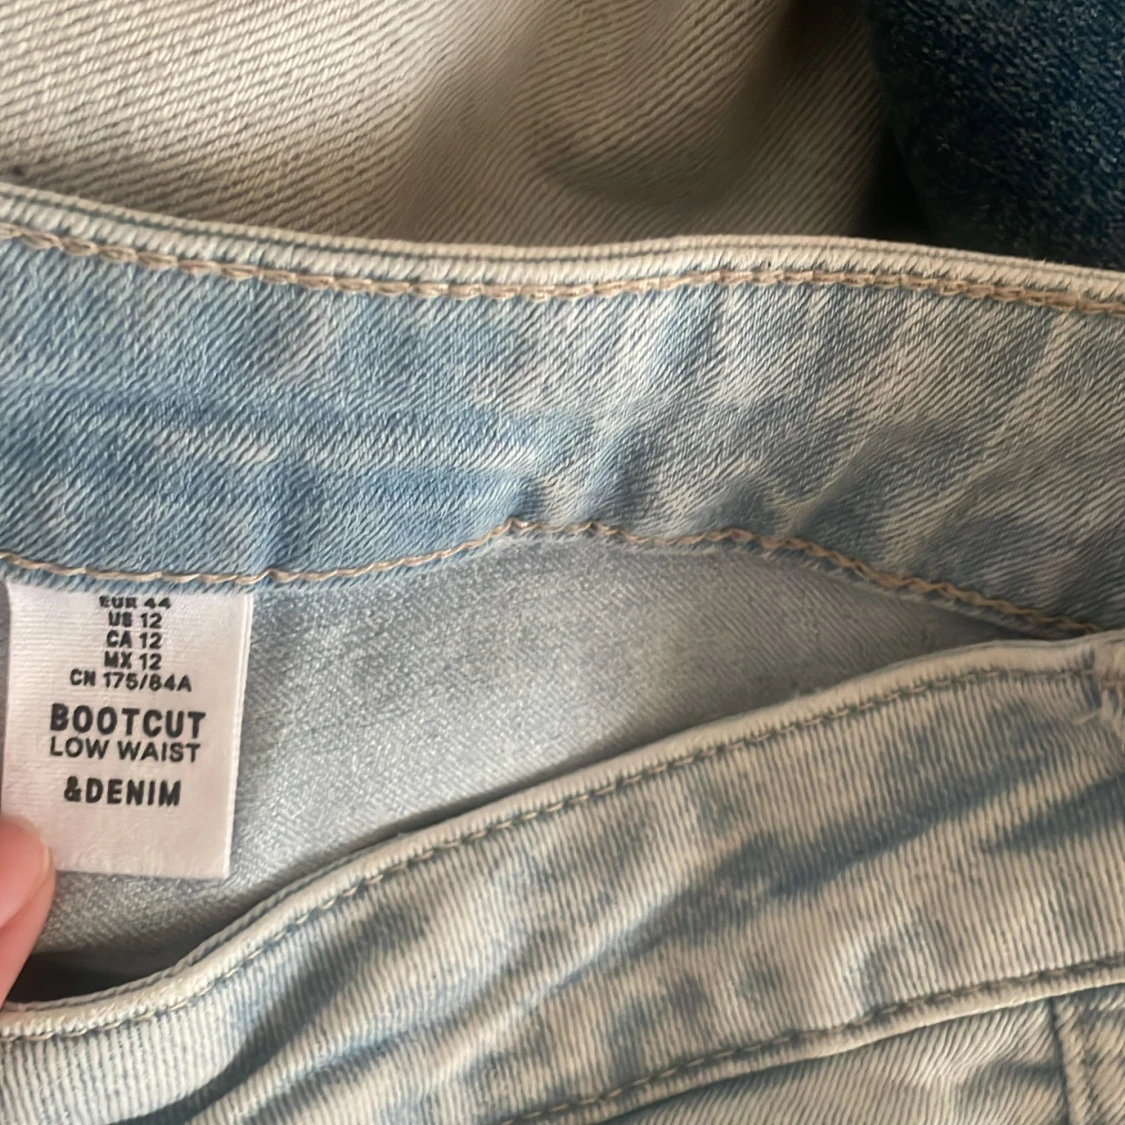 EUR 44
US 12
CA 12
MX 12
CN 175/84A
BOOTCUT
LOW WAIST
&DENIM